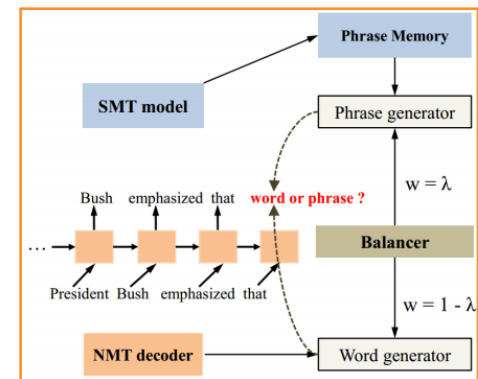 Phrase Memory
SMT model
Phrase generator
w = λ
Bush emphasized that word or phrase ?
...
Balancer
President Bush emphasized that
w = 1 - λ
NMT decoder
Word generator